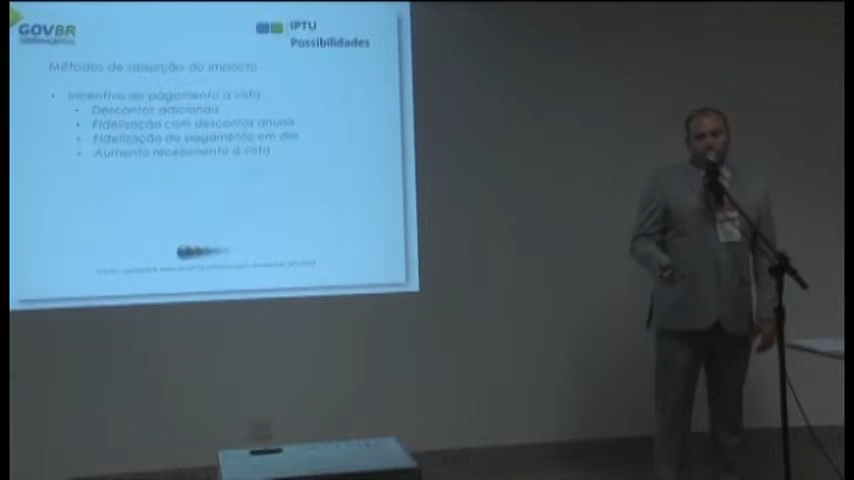 GOVBR
IPTU
Possibilidades
Métodos de absorção do impacto
• Incentivo ao pagamento à vista
• Descontos adicionau
• Fidelização com descontos anuais
• Fidelização do pagamento em dia
• Aumento recebimento à vista